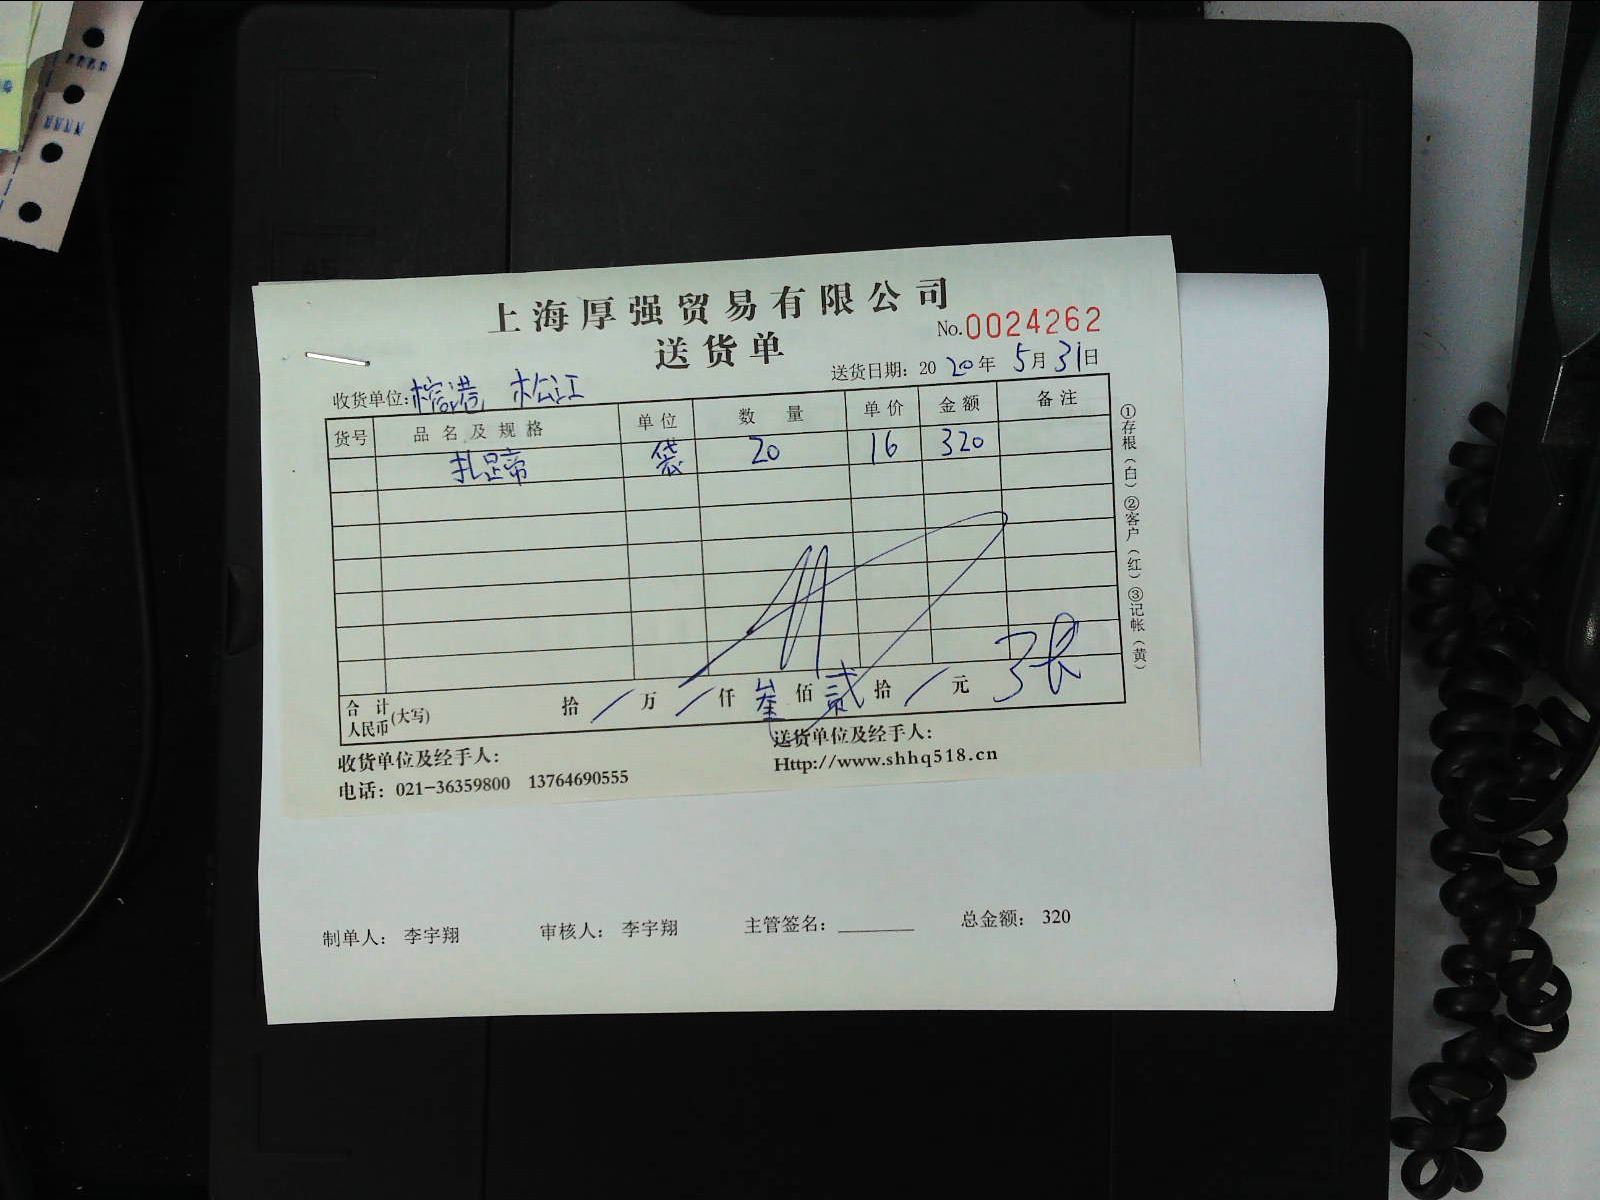 上海厚强贸易有限公司
送货单
No.0024262
送货日期: 2020年 5月31日
收货单位: 松江
货号 品名及规格 单位 数量 单价 金额 备注
袋 20 16 320
合计人民币(大写) 拾/万/仟叁佰贰拾/元
收货单位及经手人:
送货单位及经手人:
电话: 021-36359800 13764690555
Http://www.shhq518.cn
①存根(白)②客户(红)③记帐(黄)
制单人: 李宇翔 审核人: 李宇翔 主管签名: 总金额: 320